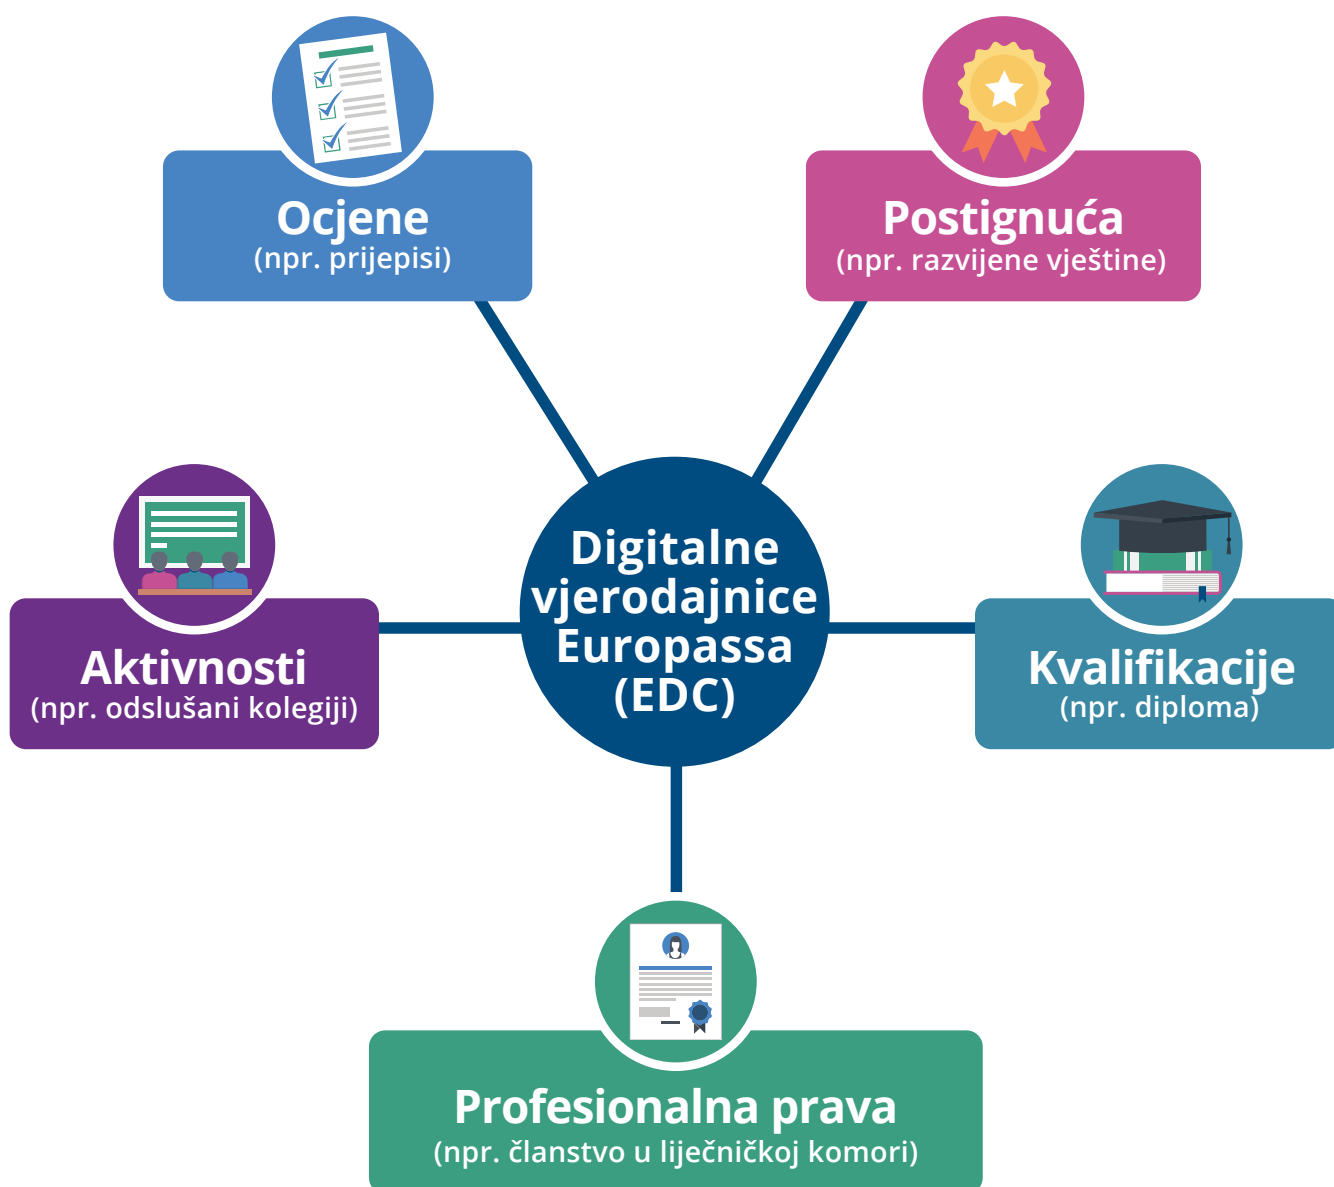 Ocjene
(npr. prijepisi)
Postignuća
(npr. razvijene vještine)
Digitalne
vjerodajnice
Europassa
(EDC)
Aktivnosti
(npr. odslušani kolegiji)
Kvalifikacije
(npr. diploma)
Profesionalna prava
(npr. članstvo u liječničkoj komori)